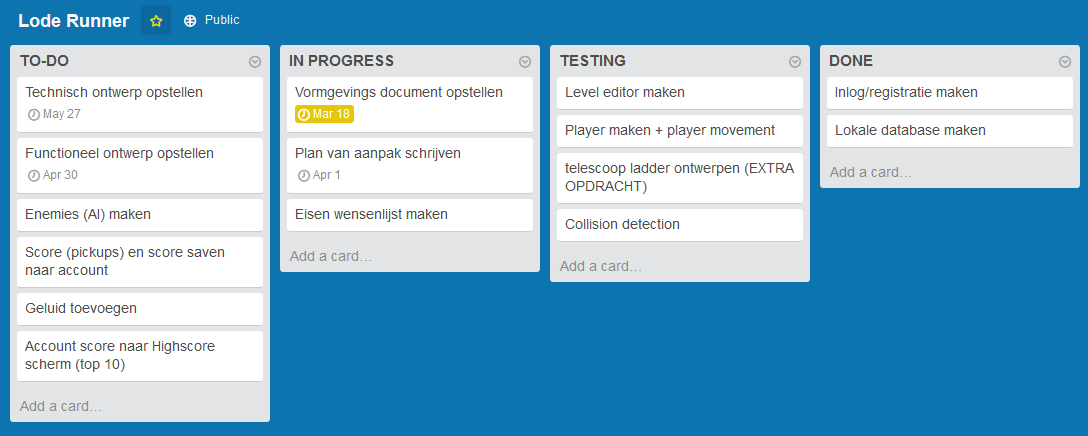 Lode Runner
Public
TO-DO
Technisch ontwerp opstellen
May 27
Functioneel ontwerp opstellen
Apr 30
Enemies (AI) maken
Score (pickups) en score saven
naar account
Geluid toevoegen
Account score naar Highscore
scherm (top 10)
Add a card...
IN PROGRESS
Vormgevings document opstellen
Mar 18
Plan van aanpak schrijven
Apr 1
Eisen wensenlijst maken
Add a card...
TESTING
Level editor maken
Player maken + player movement
telescoop ladder ontwerpen (EXTRA
OPDRACHT)
Collision detection
Add a card...
DONE
Inlog/registratie maken
Lokale database maken
Add a card...